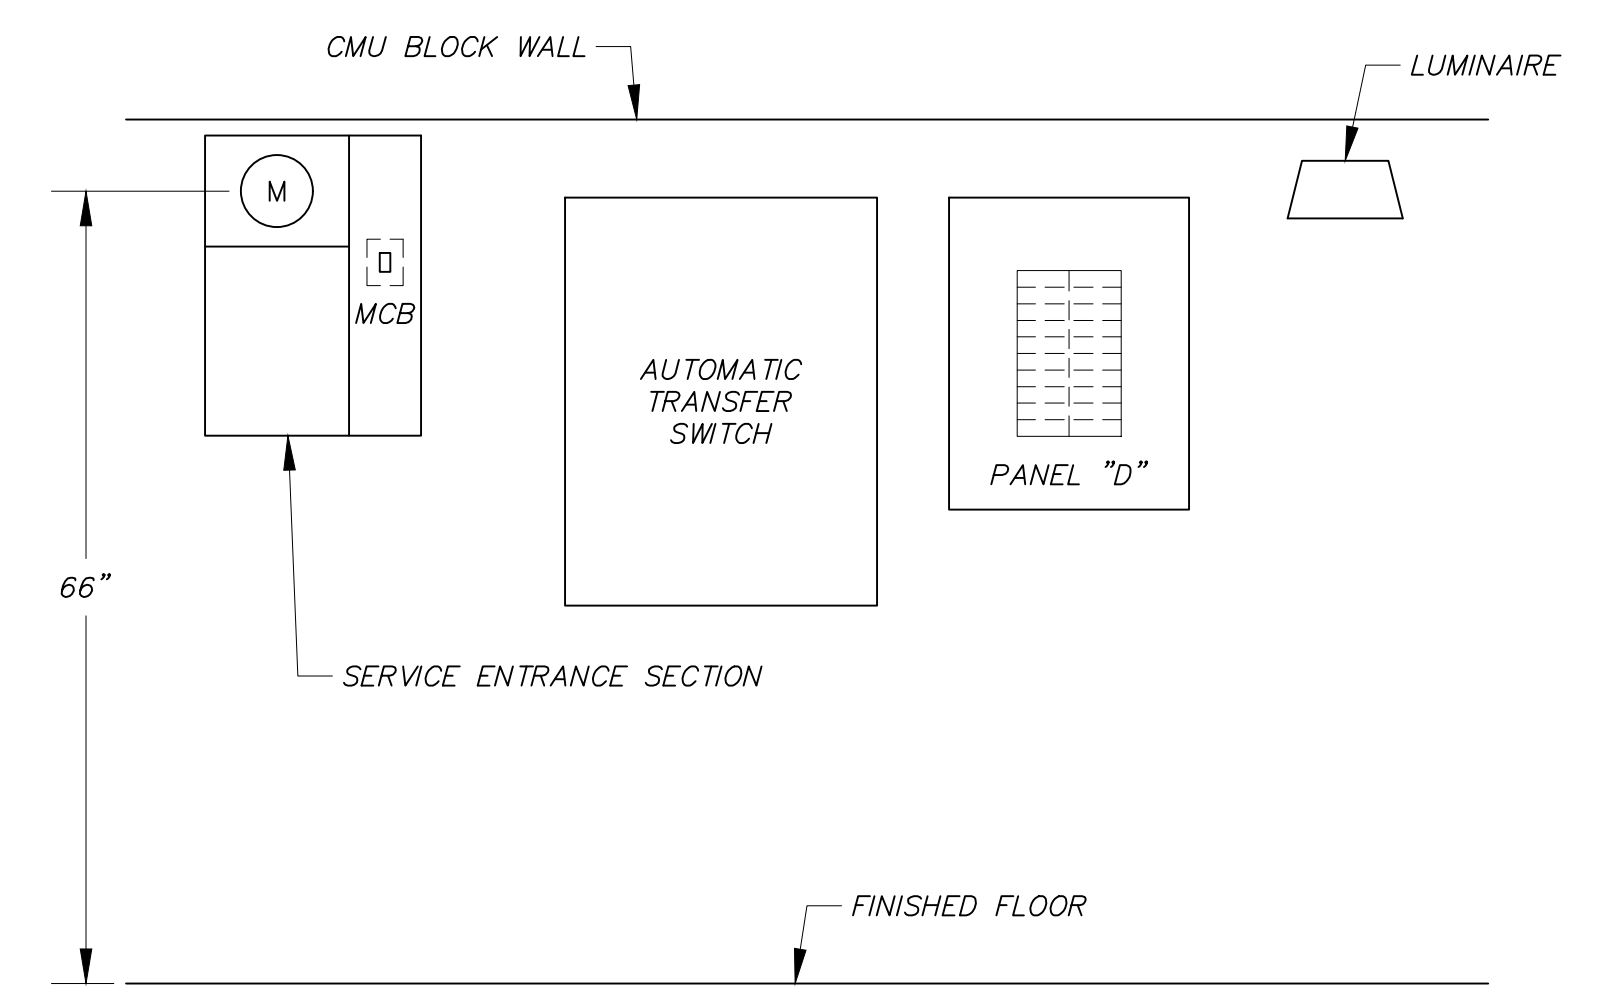 CMU BLOCK WALL
LUMINAIRE
M
MCB
AUTOMATIC
TRANSFER
SWITCH
PANEL "D"
66"
SERVICE ENTRANCE SECTION
FINISHED FLOOR